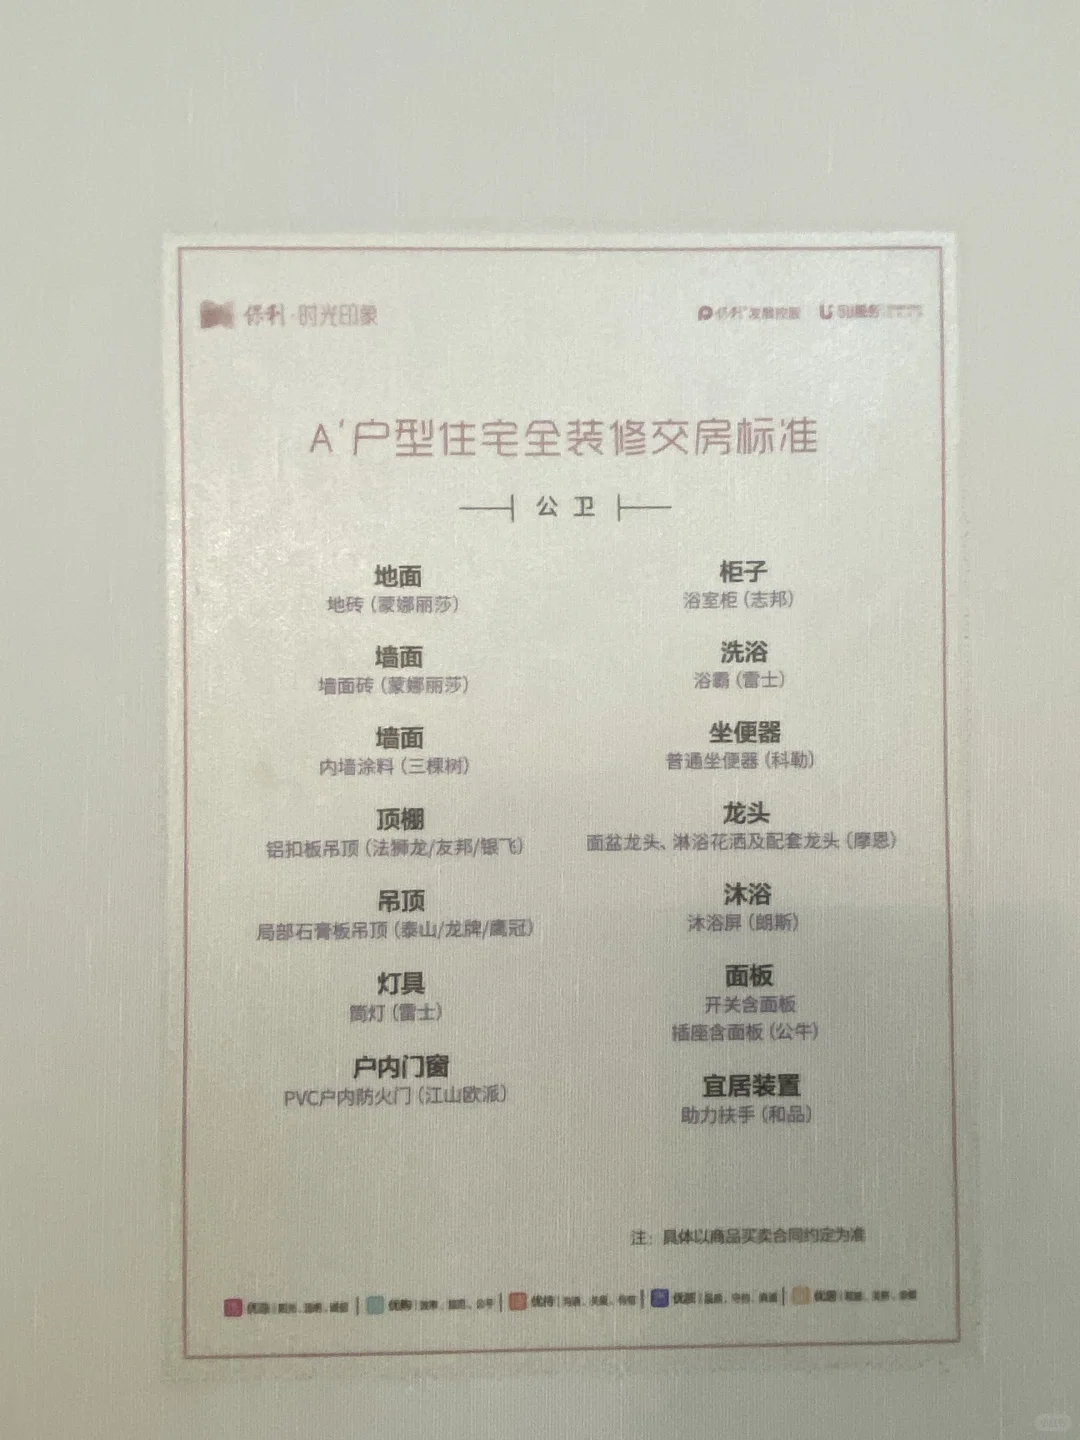 保利·时光印象
保利发展控股
A'户型住宅全装修交房标准
公卫
地面
地砖（蒙娜丽莎）
墙面
墙面砖（蒙娜丽莎）
墙面
内墙涂料（三棵树）
顶棚
铝扣板吊顶（法狮龙/友邦/银飞）
吊顶
局部石膏板吊顶（泰山/龙牌/鹰冠）
灯具
筒灯（雷士）
户内门窗
PVC户内防火门（江山欧派）
柜子
浴室柜（志邦）
洗浴
浴霸（雷士）
坐便器
普通坐便器（科勒）
龙头
面盆龙头、淋浴花洒及配套龙头（摩恩）
沐浴
沐浴屏（朗斯）
面板
开关含面板
插座含面板（公牛）
宜居装置
助力扶手（和品）
注：具体以商品买卖合同约定为准